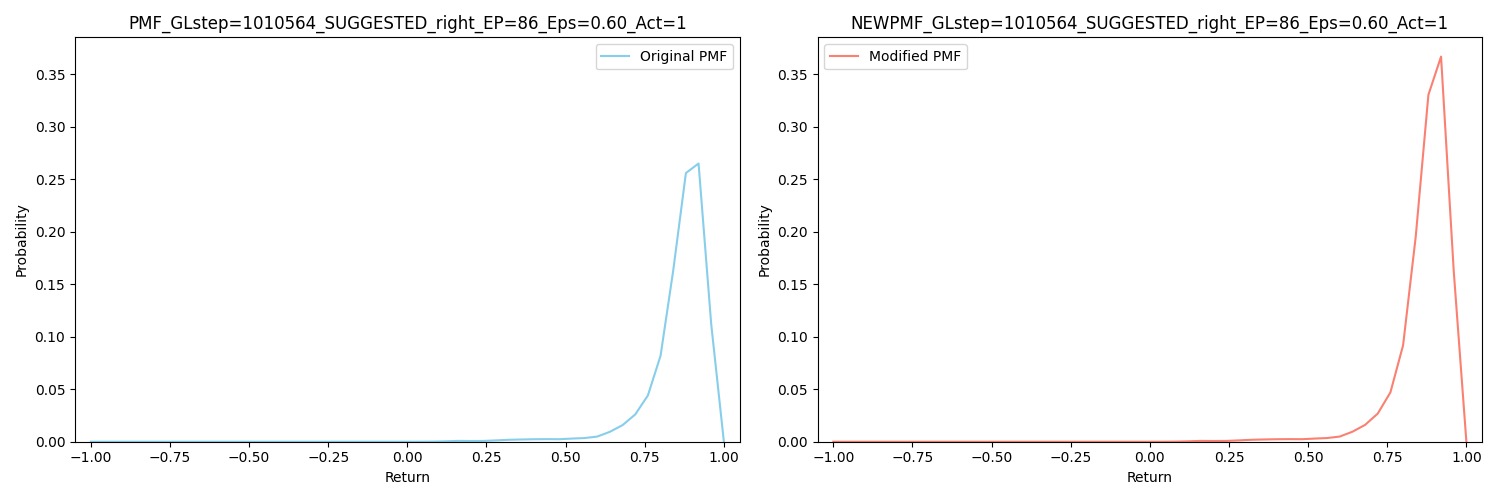 PMF_GLstep=1010564_SUGGESTED_right_EP=86_Eps=0.60_Act=1
Original PMF
0.35
0.30
0.25
0.20
0.15
0.10
0.05
0.00
Probability
−1.00 −0.75 −0.50 −0.25 0.00 0.25 0.50 0.75 1.00
Return
NEWPMF_GLstep=1010564_SUGGESTED_right_EP=86_Eps=0.60_Act=1
Modified PMF
0.35
0.30
0.25
0.20
0.15
0.10
0.05
0.00
Probability
−1.00 −0.75 −0.50 −0.25 0.00 0.25 0.50 0.75 1.00
Return